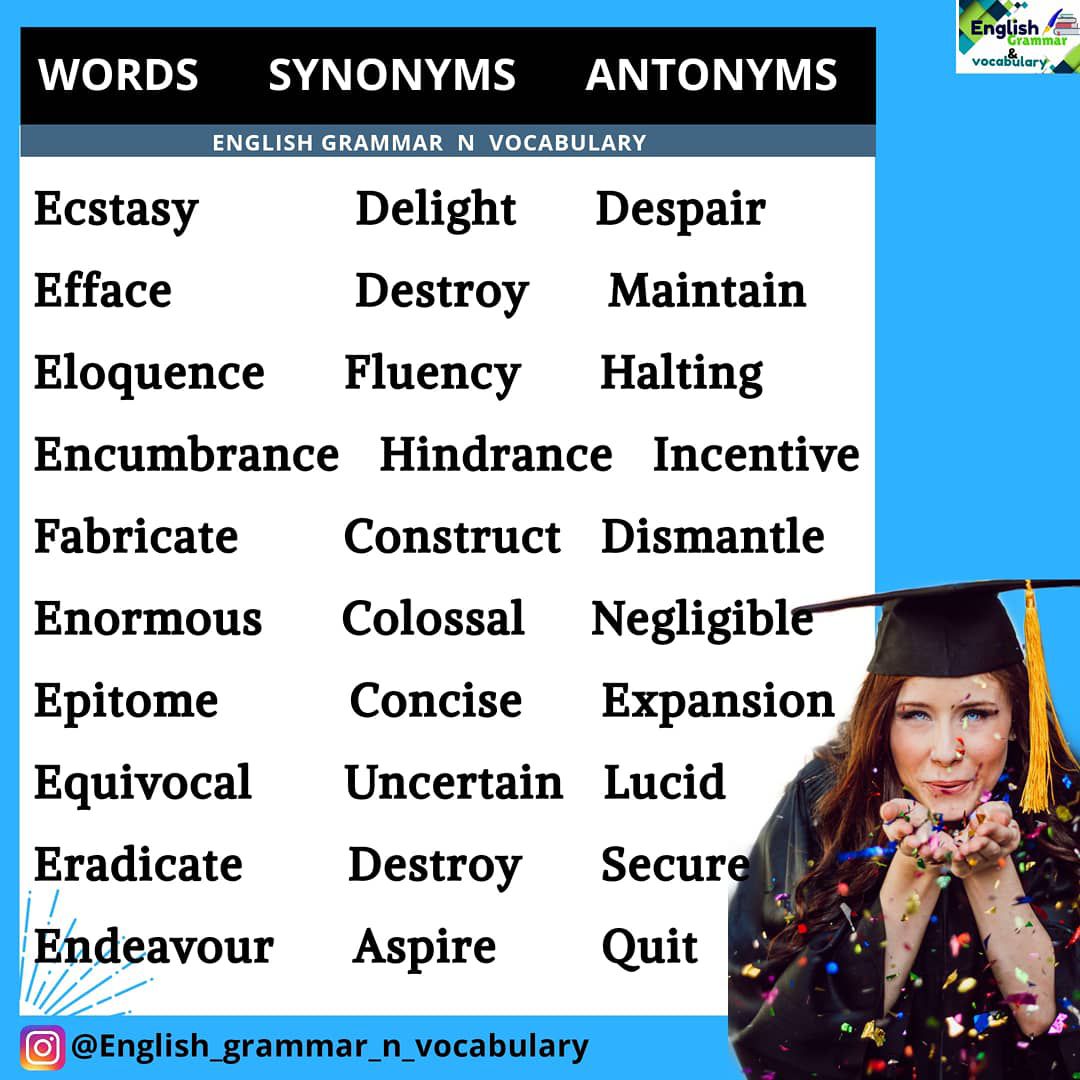 English
Grammar
&
vocabulary
WORDS SYNONYMS ANTONYMS
ENGLISH GRAMMAR N VOCABULARY
Ecstasy Delight Despair
Efface Destroy Maintain
Eloquence Fluency Halting
Encumbrance Hindrance Incentive
Fabricate Construct Dismantle
Enormous Colossal Negligible
Epitome Concise Expansion
Equivocal Uncertain Lucid
Eradicate Destroy Secure
Endeavour Aspire Quit
@English_grammar_n_vocabulary